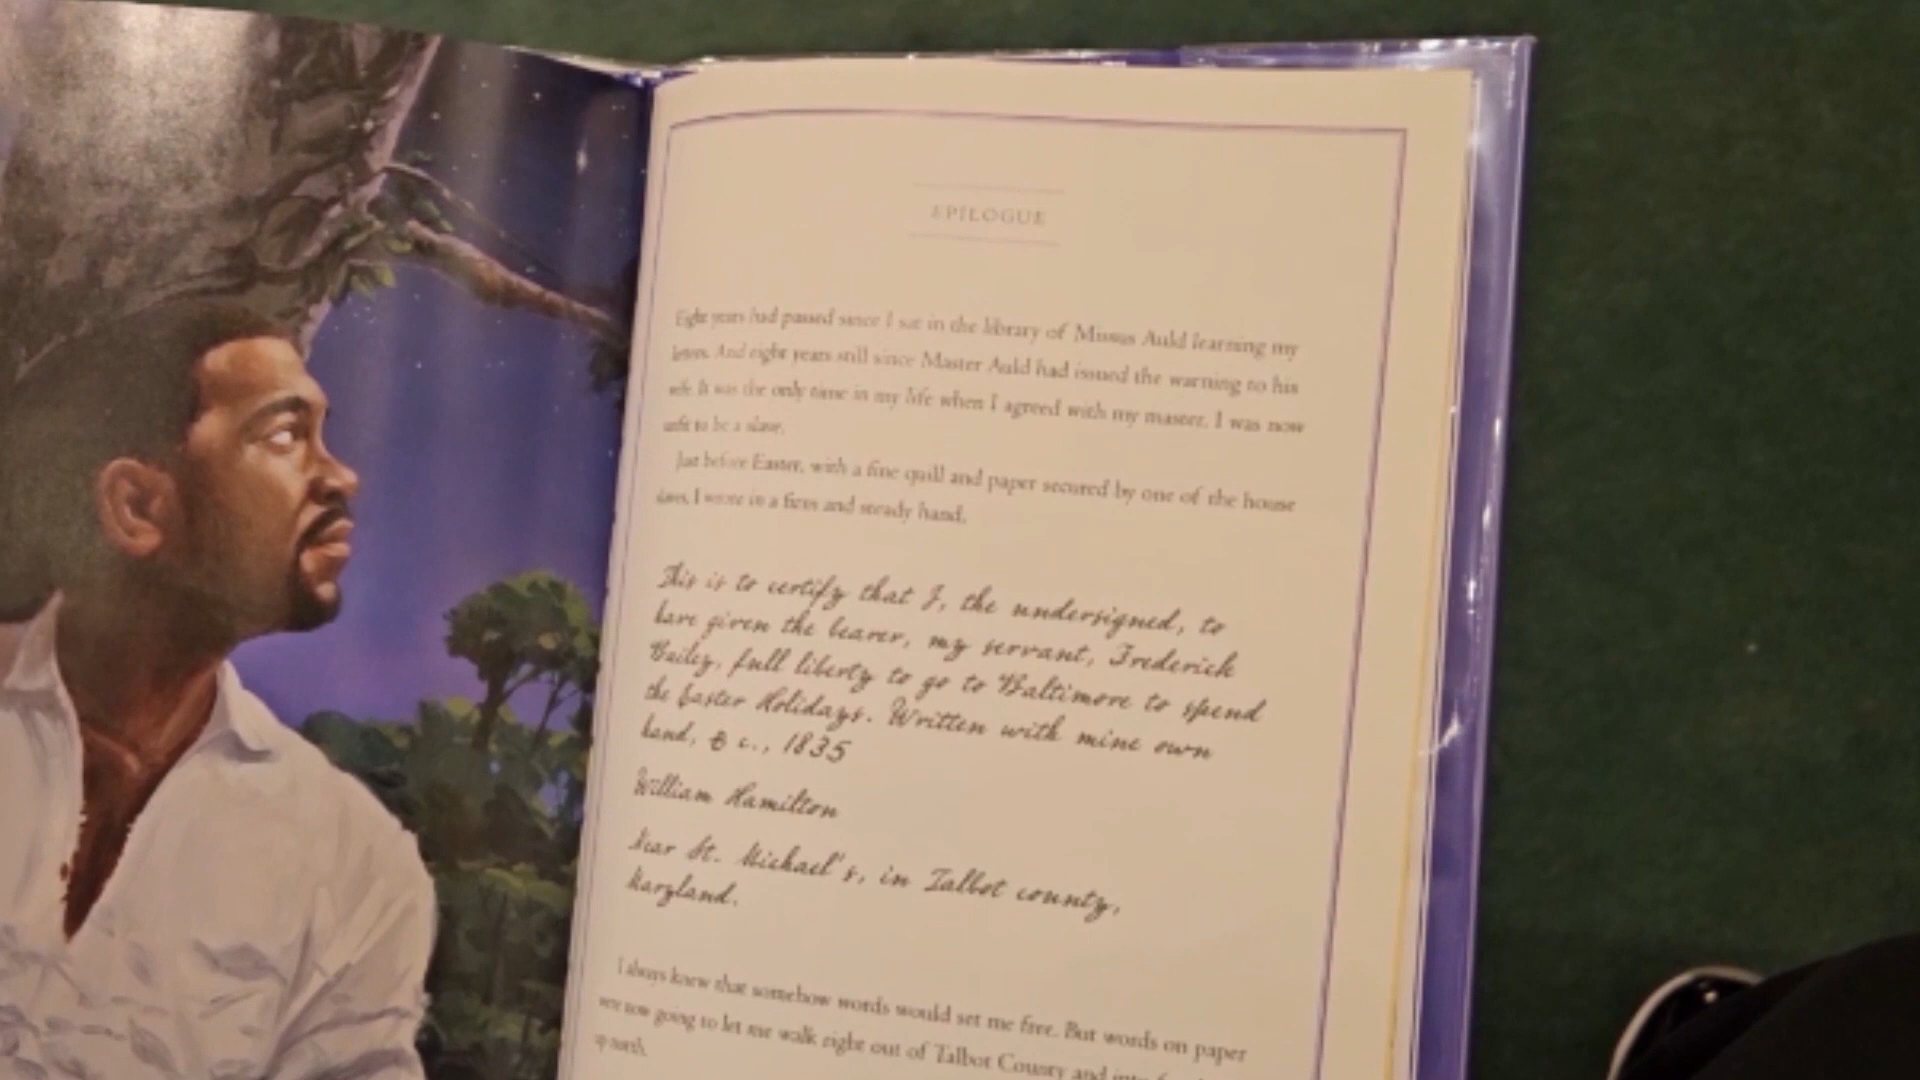 EPILOGUE
Eight years had passed since I sat in the library of Missus Auld learning my
letters. And eight years still since Master Auld had issued the warning to his
wife. It was the only time in my life when I agreed with my master. I was now
unfit to be a slave.
Just before Easter, with a fine quill and paper secured by one of the house
slaves, I wrote in a firm and steady hand,
This is to certify that I, the undersigned, to
have given the bearer, my servant, Frederick
Bailey, full liberty to go to Baltimore to spend
the Easter Holidays. Written with mine own
hand, & c., 1835
William Hamilton
Near St. Michael's, in Talbot county,
Maryland.
I always knew that somehow words would set me free. But words on paper
were now going to let me walk right out of Talbot County and into
up north.